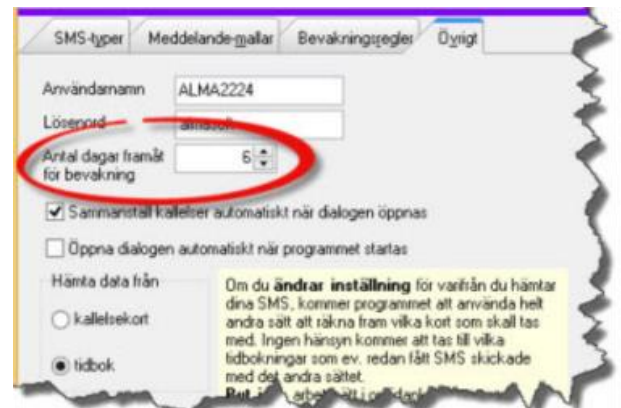 SMS-typer Meddelande-mallar Bevakningsregler Övrigt
Användarnamn ALMA2224
Lösenord almasoft
Antal dagar framåt 6
för bevakning
Sammanställ kallelser automatiskt när dialogen öppnas
Öppna dialogen automatiskt när programmet startas
Hämta data från
kallelsekort
tidbok
Om du ändrar inställning för varifrån du hämtar
dina SMS, kommer programmet att använda helt
andra sätt att räkna fram vilka kort som skall tas
med. Ingen hänsyn kommer att tas till vilka
tidbokningar som ev. redan fått SMS skickade
med det andra sättet.